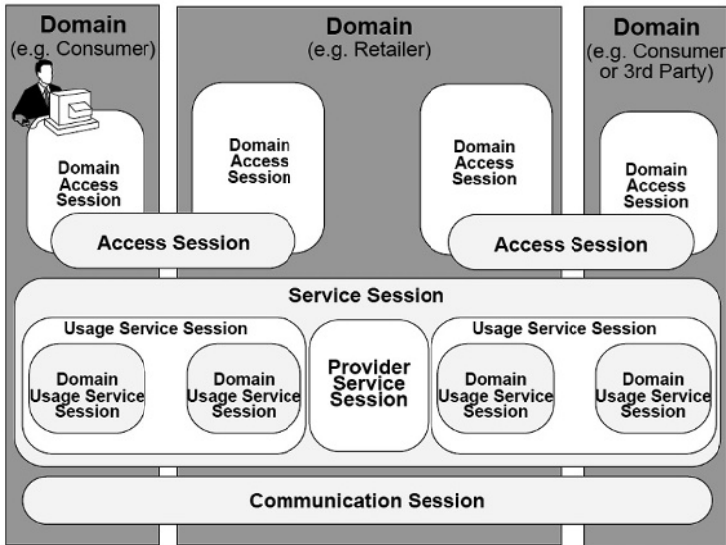 Domain
(e.g. Consumer)
Domain
(e.g. Retailer)
Domain
(e.g. Consumer
or 3rd Party)
Domain
Access
Session
Domain
Access
Session
Domain
Access
Session
Domain
Access
Session
Access Session
Access Session
Service Session
Usage Service Session
Usage Service Session
Domain
Usage Service
Session
Domain
Usage Service
Session
Provider
Service
Session
Domain
Usage Service
Session
Domain
Usage Service
Session
Communication Session